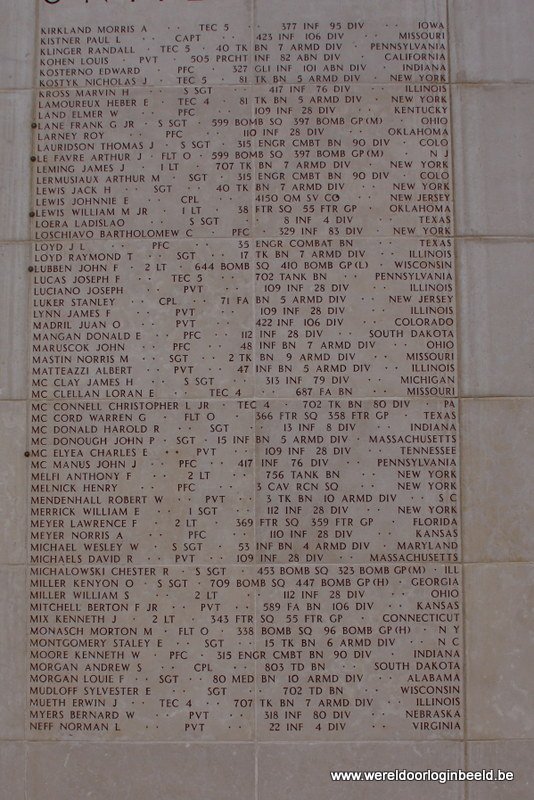 KIRKLAND MORRIS A · · TEC 5 · · 377 INF 95 DIV · · IOWA
KISTNER PAUL L · · CAPT · · 423 INF 106 DIV · · MISSOURI
KLINGER RANDALL · TEC 5 · 40 TK BN 7 ARMD DIV · PENNSYLVANIA
KOHEN LOUIS · PVT · 505 PRCHT INF 82 ABN DIV · CALIFORNIA
KOSTERNO EDWARD · PFC · 327 GLI INF 101 ABN DIV · INDIANA
KOSTYK NICHOLAS J · TEC 5 · 81 TK BN 5 ARMD DIV · NEW YORK
KROSS MARVIN H · · S SGT · · 417 INF 76 DIV · · ILLINOIS
LAMOUREUX HEBER E · TEC 4 · 81 TK BN 5 ARMD DIV · NEW YORK
LAND ELMER W · · PFC · · 109 INF 28 DIV · · KENTUCKY
LANE FRANK G JR · S SGT · 599 BOMB SQ 397 BOMB GP(M) · OHIO
LARNEY ROY · · PFC · · 110 INF 28 DIV · · OKLAHOMA
LAURIDSON THOMAS J · S SGT · 315 ENGR CMBT BN 90 DIV · COLO
LE FAVRE ARTHUR J · FLT O · 599 BOMB SQ 397 BOMB GP(M) · N J
LEMING JAMES J · 1 LT · 707 TK BN 7 ARMD DIV · NEW YORK
LERMUSIAUX ARTHUR M · SGT · 315 ENGR CMBT BN 90 DIV · COLO
LEWIS JACK H · · SGT · · 40 TK BN 7 ARMD DIV · · NEW YORK
LEWIS JOHNNIE E · · CPL · · 4150 QM SV CO · · NEW JERSEY
LEWIS WILLIAM M JR · 1 LT · 38 FTR SQ 55 FTR GP · OKLAHOMA
LOERA LADISLAO · · S SGT · · 8 INF 4 DIV · · TEXAS
LOSCHIAVO BARTHOLOMEW C · PFC · 329 INF 83 DIV · NEW YORK
LOYD J L · · PFC · · 35 ENGR COMBAT BN · · TEXAS
LOYD RAYMOND T · · SGT · · 17 TK BN 7 ARMD DIV · · ILLINOIS
LUBBEN JOHN F · 2 LT · 644 BOMB SQ 410 BOMB GP(L) · WISCONSIN
LUCAS JOSEPH F · · TEC 5 · · 702 TANK BN · · PENNSYLVANIA
LUCIANO JOSEPH · · PVT · · 109 INF 28 DIV · · ILLINOIS
LUKER STANLEY · · CPL · · 71 FA BN 5 ARMD DIV · · NEW JERSEY
LYNN JAMES F · · PVT · · 109 INF 28 DIV · · ILLINOIS
MADRIL JUAN O · · PVT · · 422 INF 106 DIV · · COLORADO
MANGAN DONALD E · · PFC · · 112 INF 28 DIV · · SOUTH DAKOTA
MARUSCOK JOHN · · PFC · · 48 INF BN 7 ARMD DIV · · OHIO
MASTIN NORRIS M · · SGT · · 2 TK BN 9 ARMD DIV · · MISSOURI
MATTEAZZI ALBERT · · PVT · · 47 INF BN 5 ARMD DIV · · ILLINOIS
MC CLAY JAMES H · · S SGT · · 313 INF 79 DIV · · MICHIGAN
MC CLELLAN LORAN E · · TEC 4 · · 687 FA BN · · MISSOURI
MC CONNELL CHRISTOPHER L JR · TEC 4 · 702 TK BN 80 DIV · PA
MC CORD WARREN G · FLT O · 366 FTR SQ 358 FTR GP · TEXAS
MC DONALD HAROLD R · · SGT · · 13 INF 8 DIV · · INDIANA
MC DONOUGH JOHN P · SGT · 15 INF BN 5 ARMD DIV · MASSACHUSETTS
MC ELYEA CHARLES E · · PVT · · 109 INF 28 DIV · · TENNESSEE
MC MANUS JOHN J · · PFC · · 417 INF 76 DIV · · PENNSYLVANIA
MELFI ANTHONY F · · 2 LT · · 756 TANK BN · · NEW YORK
MELNICK HENRY · · PFC · · 3 CAV RCN SQ · · NEW YORK
MENDENHALL ROBERT W · · PVT · · 3 TK BN 10 ARMD DIV · · S C
MERRICK WILLIAM E · · 1 SGT · · 112 INF 28 DIV · · NEW YORK
MEYER LAWRENCE F · 2 LT · 369 FTR SQ 359 FTR GP · FLORIDA
MEYER NORRIS A · · PFC · · 110 INF 28 DIV · · KANSAS
MICHAEL WESLEY W · S SGT · 53 INF BN 4 ARMD DIV · MARYLAND
MICHAELS DAVID R · · PVT · · 109 INF 28 DIV · · MASSACHUSETTS
MICHALOWSKI CHESTER R · S SGT · 453 BOMB SQ 323 BOMB GP(M) · ILL
MILLER KENYON O · S SGT · 709 BOMB SQ 447 BOMB GP(H) · GEORGIA
MILLER WILLIAM S · · 2 LT · · 112 INF 28 DIV · · OHIO
MITCHELL BERTON F JR · · PVT · · 589 FA BN 106 DIV · · KANSAS
MIX KENNETH J · 2 LT · 343 FTR SQ 55 FTR GP · CONNECTICUT
MONASCH MORTON M · FLT O · 338 BOMB SQ 96 BOMB GP(H) · N Y
MONTGOMERY STALEY E · · SGT · · 15 TK BN 6 ARMD DIV · · N C
MOORE KENNETH W · PFC · 315 ENGR CMBT BN 90 DIV · INDIANA
MORGAN ANDREW S · · CPL · · 803 TD BN · · SOUTH DAKOTA
MORGAN LOUIE F · · SGT · · 80 MED BN 10 ARMD DIV · · ALABAMA
MUDLOFF SYLVESTER E · · SGT · · 702 TD BN · · WISCONSIN
MUETH ERWIN J · · TEC 4 · · 707 TK BN 7 ARMD DIV · · ILLINOIS
MYERS BERNARD W · · PVT · · 318 INF 80 DIV · · NEBRASKA
NEFF NORMAN L · · PVT · · 22 INF 4 DIV · · VIRGINIA
www.wereldoorloginbeeld.be